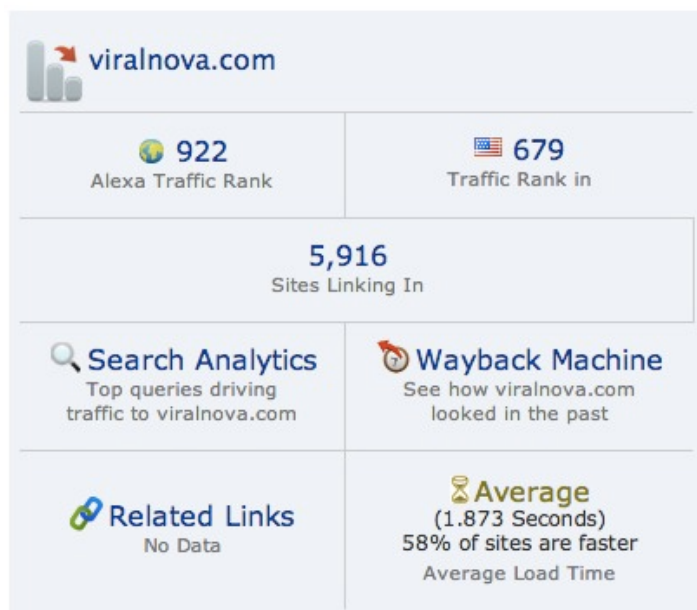 viralnova.com
922
Alexa Traffic Rank
679
Traffic Rank in
5,916
Sites Linking In
Search Analytics
Top queries driving
traffic to viralnova.com
Wayback Machine
See how viralnova.com
looked in the past
Related Links
No Data
Average
(1.873 Seconds)
58% of sites are faster
Average Load Time